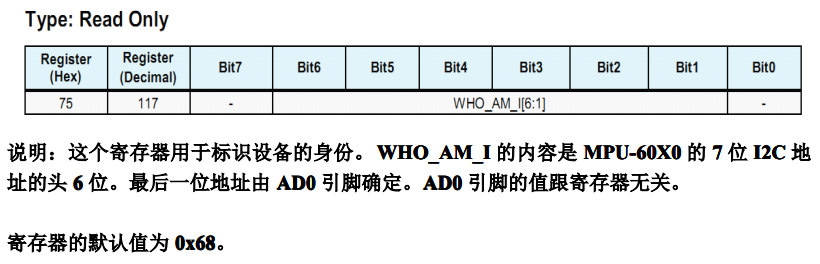 Type: Read Only
Register (Hex) Register (Decimal) Bit7 Bit6 Bit5 Bit4 Bit3 Bit2 Bit1 Bit0
75 117 - WHO_AM_I[6:1] -
说明：这个寄存器用于标识设备的身份。WHO_AM_I 的内容是 MPU-60X0 的 7 位 I2C 地
址的头 6 位。最后一位地址由 AD0 引脚确定。AD0 引脚的值跟寄存器无关。
寄存器的默认值为 0x68。